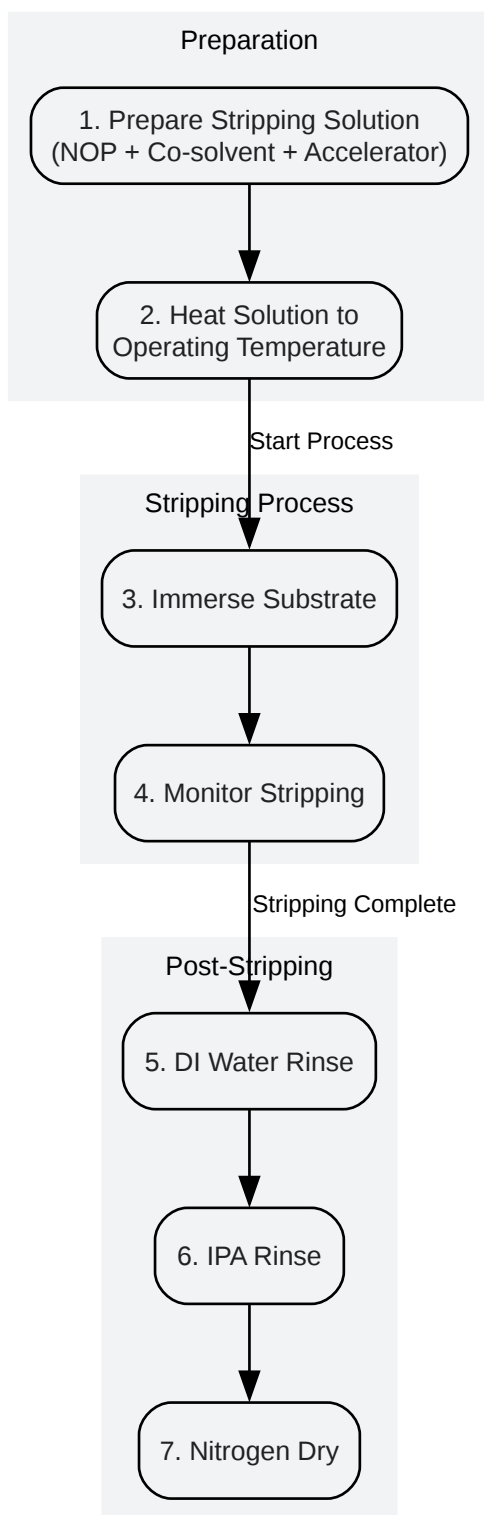 Preparation
1. Prepare Stripping Solution
(NOP + Co-solvent + Accelerator)
2. Heat Solution to
Operating Temperature
Start Process
Stripping Process
3. Immerse Substrate
4. Monitor Stripping
Stripping Complete
Post-Stripping
5. DI Water Rinse
6. IPA Rinse
7. Nitrogen Dry